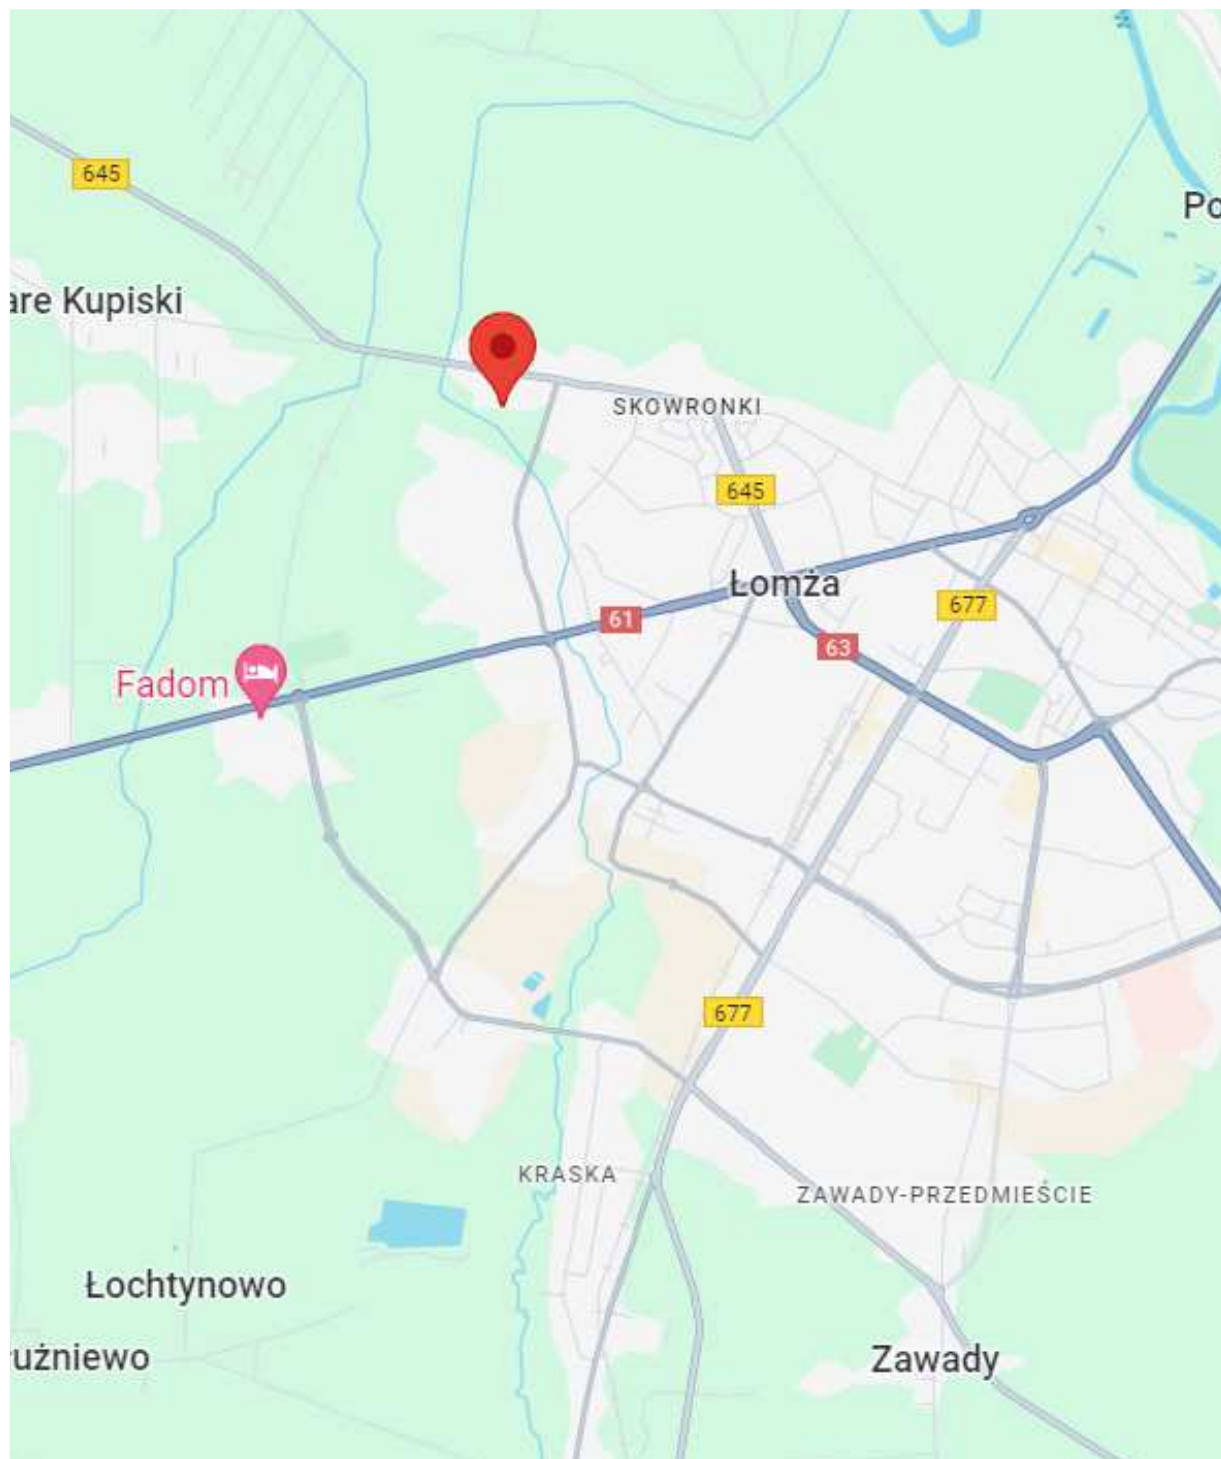 645
Po
are Kupiski
SKOWRONKI
645
Łomża
677
61
63
Fadom
677
KRASKA
ZAWADY-PRZEDMIEŚCIE
Łochtynowo
użniewo
Zawady